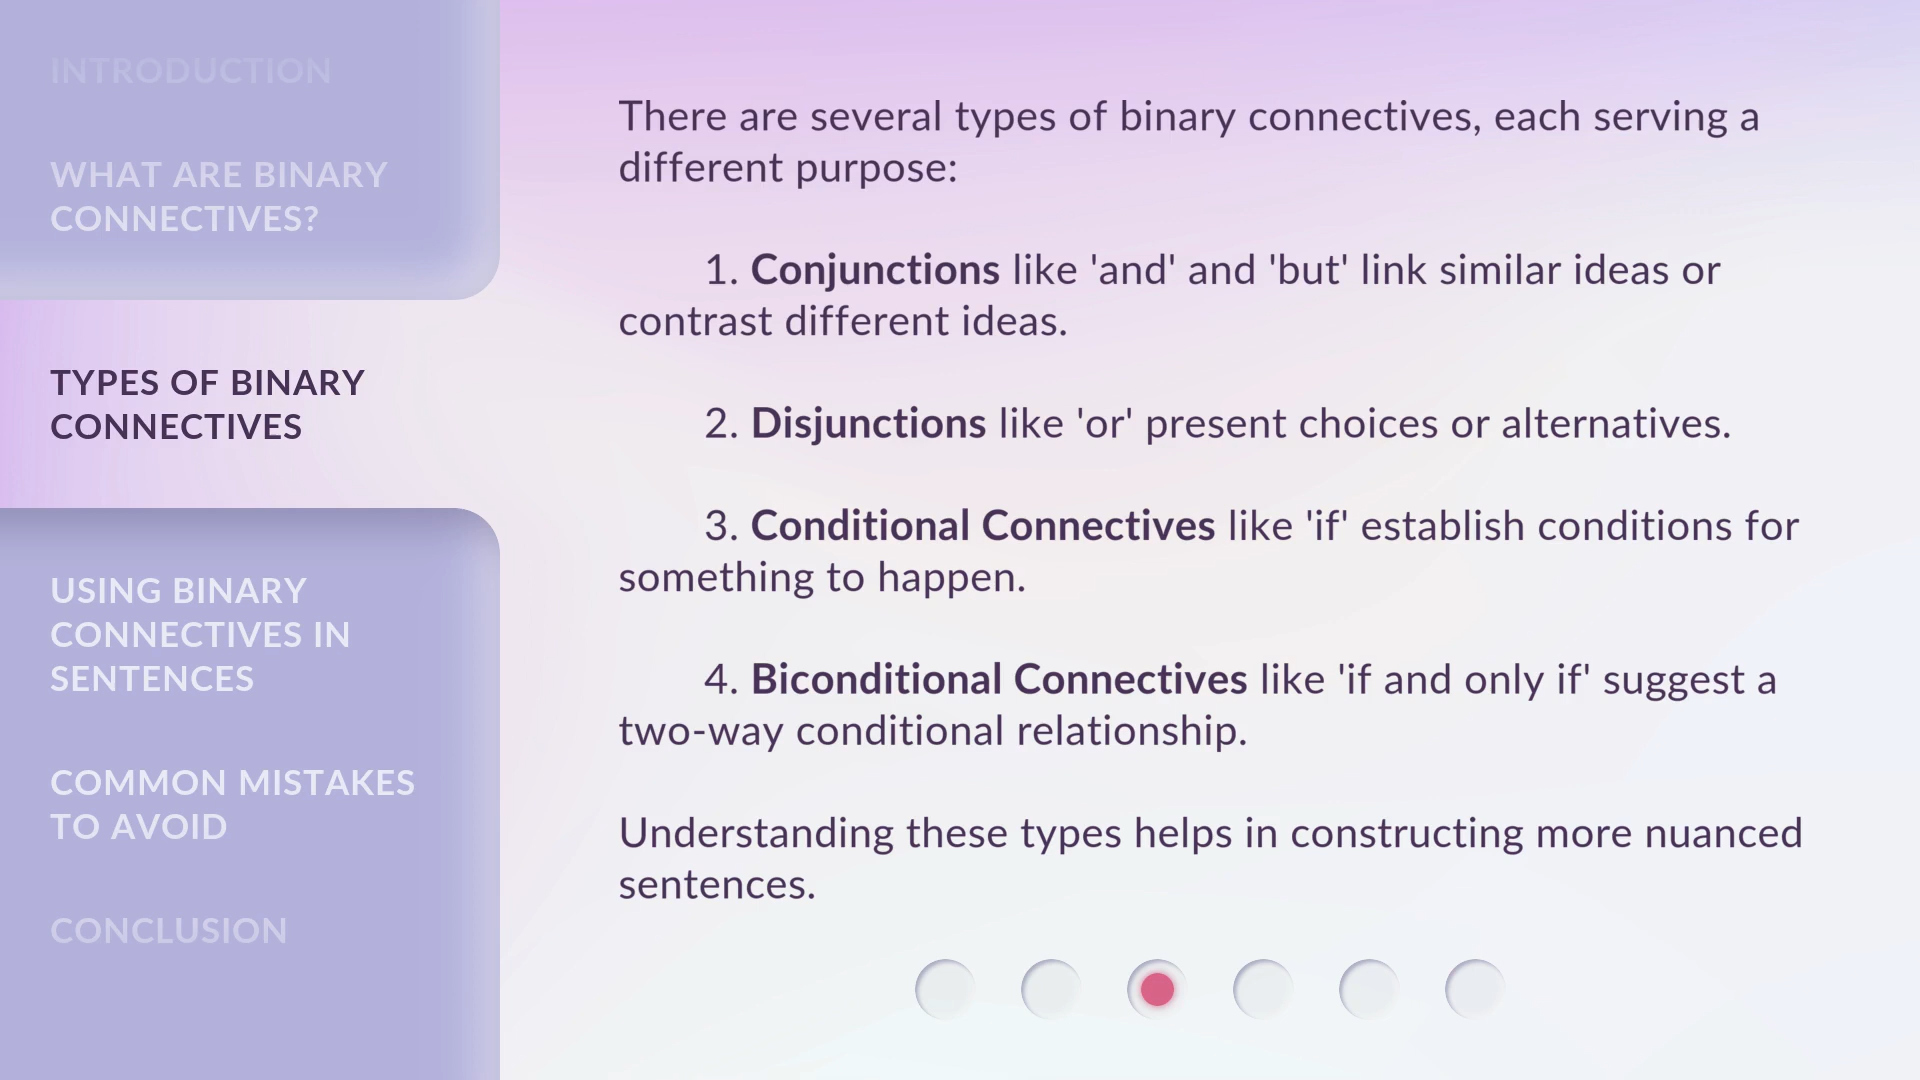 INTRODUCTION
WHAT ARE BINARY
CONNECTIVES?
TYPES OF BINARY
CONNECTIVES
USING BINARY
CONNECTIVES IN
SENTENCES
COMMON MISTAKES
TO AVOID
CONCLUSION
There are several types of binary connectives, each serving a
different purpose:
1. Conjunctions like 'and' and 'but' link similar ideas or
contrast different ideas.
2. Disjunctions like 'or' present choices or alternatives.
3. Conditional Connectives like 'if' establish conditions for
something to happen.
4. Biconditional Connectives like 'if and only if' suggest a
two-way conditional relationship.
Understanding these types helps in constructing more nuanced
sentences.